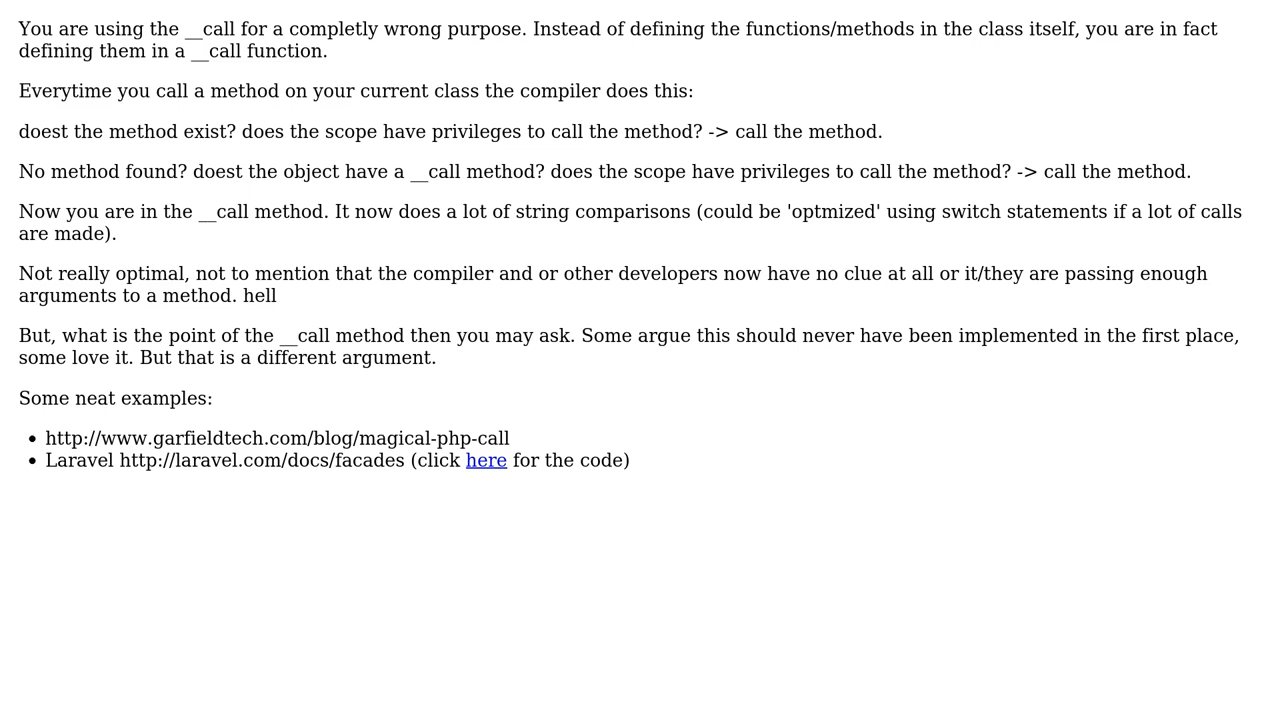 You are using the __call for a completly wrong purpose. Instead of defining the functions/methods in the class itself, you are in fact
defining them in a __call function.
Everytime you call a method on your current class the compiler does this:
doest the method exist? does the scope have privileges to call the method? -> call the method.
No method found? doest the object have a __call method? does the scope have privileges to call the method? -> call the method.
Now you are in the __call method. It now does a lot of string comparisons (could be 'optmized' using switch statements if a lot of calls
are made).
Not really optimal, not to mention that the compiler and or other developers now have no clue at all or it/they are passing enough
arguments to a method. hell
But, what is the point of the __call method then you may ask. Some argue this should never have been implemented in the first place,
some love it. But that is a different argument.
Some neat examples:
• http://www.garfieldtech.com/blog/magical-php-call
• Laravel http://laravel.com/docs/facades (click here for the code)